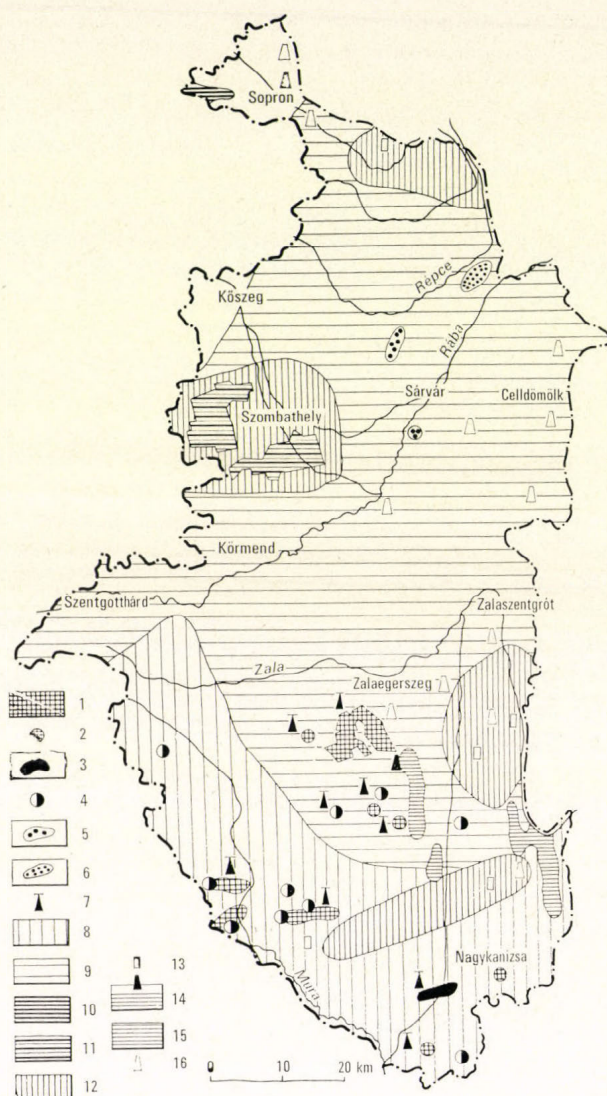 Sopron
Répce
Kőszeg
Rába
Sárvár
Celldömölk
Szombathely
Körmend
Szentgotthárd
Zalaszentgrót
Zala
Zalaegerszeg
Nagykanizsa
Mura
1
2
3
4
5
6
7
8
9
10
11
12
13
14
15
16
0 10 20 km